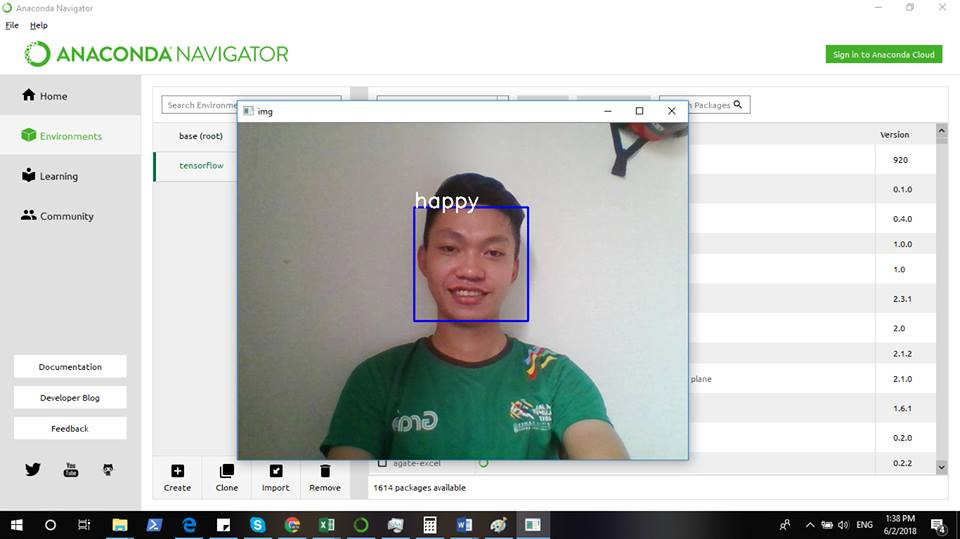 Anaconda Navigator
File Help
ANACONDA NAVIGATOR
Sign in to Anaconda Cloud
Home
Environments
Learning
Community
Documentation
Developer Blog
Feedback
You
Tube
Search Environme
base (root)
tensorflow
Create
Clone
Import
Remove
img
happy
Grab
Packages
Version
920
0.1.0
0.4.0
1.0.0
1.0
2.3.1
2.0
2.1.2
plane
2.1.0
1.6.1
0.2.0
agate-excel
0.2.2
1614 packages available
ENG
1:38 PM
6/2/2018
4